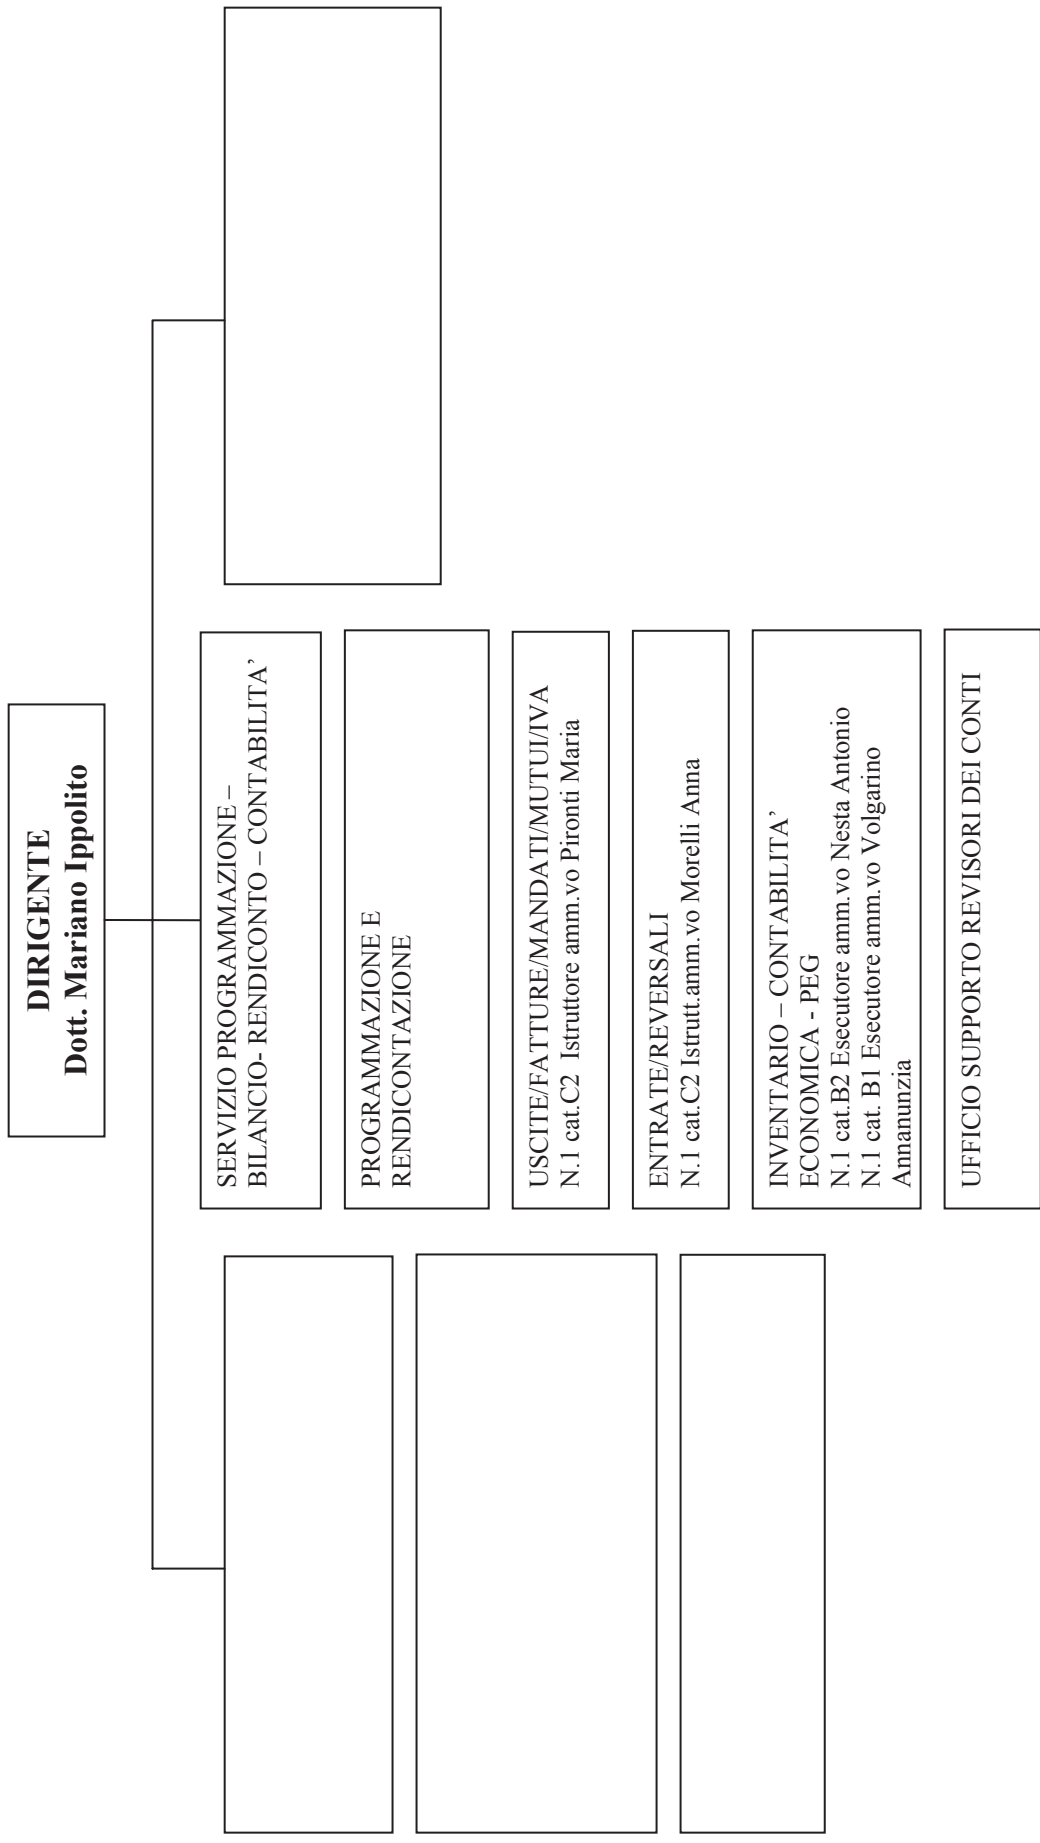 DIRIGENTE
Dott. Mariano Ippolito
SERVIZIO PROGRAMMAZIONE –
BILANCIO- RENDICONTO – CONTABILITA’
PROGRAMMAZIONE E
RENDICONTAZIONE
USCITE/FATTURE/MANDATI/MUTUI/IVA
N.1 cat.C2 Istruttore amm.vo Pironti Maria
ENTRATE/REVERSALI
N.1 cat.C2 Istrutt.amm.vo Morelli Anna
INVENTARIO – CONTABILITA’
ECONOMICA - PEG
N.1 cat.B2 Esecutore amm.vo Nesta Antonio
N.1 cat. B1 Esecutore amm.vo Volgarino
Annanunzia
UFFICIO SUPPORTO REVISORI DEI CONTI